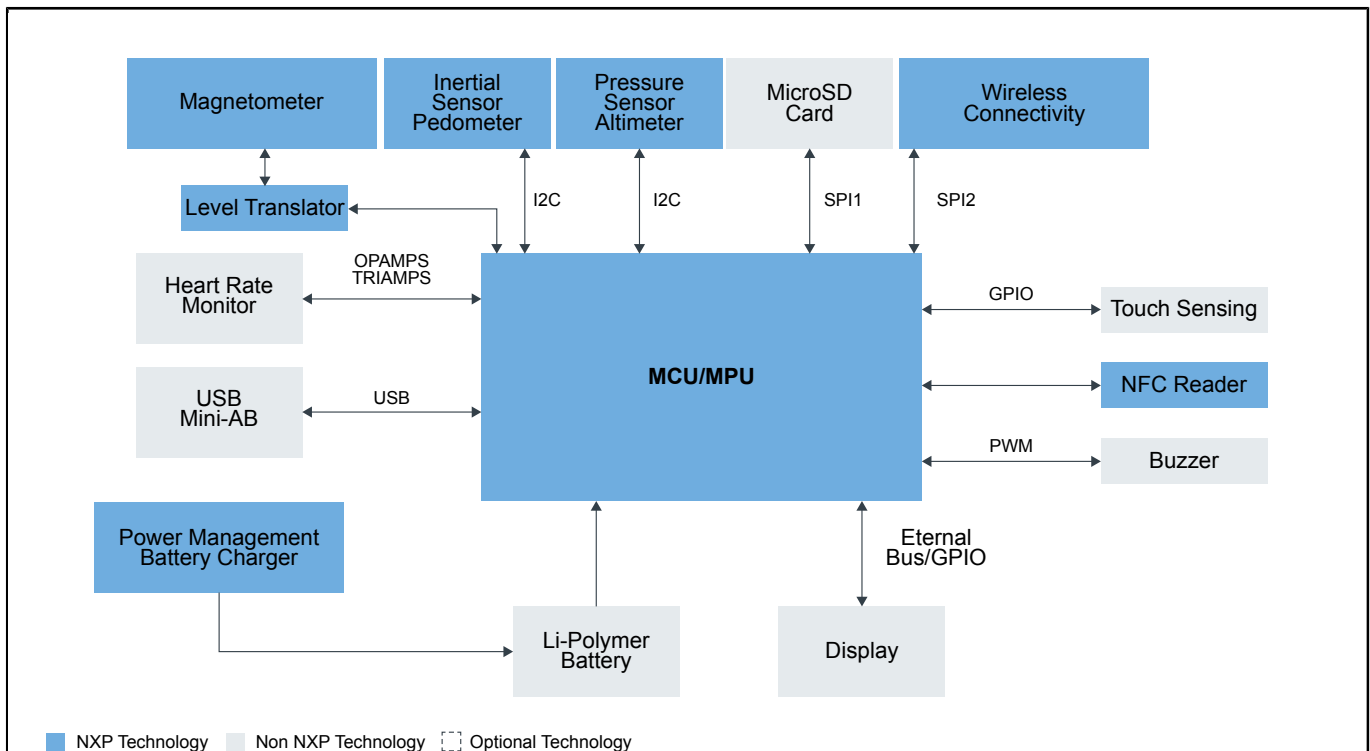 Magnetometer
Inertial
Sensor
Pedometer
Pressure
Sensor
Altimeter
MicroSD
Card
Wireless
Connectivity
Level Translator
I2C
I2C
SPI1
SPI2
Heart Rate
Monitor
OPAMPS
TRIAMPS
GPIO
Touch Sensing
MCU/MPU
NFC Reader
USB
Mini-AB
USB
PWM
Buzzer
Power Management
Battery Charger
Eternal
Bus/GPIO
Li-Polymer
Battery
Display
NXP Technology
Non NXP Technology
Optional Technology